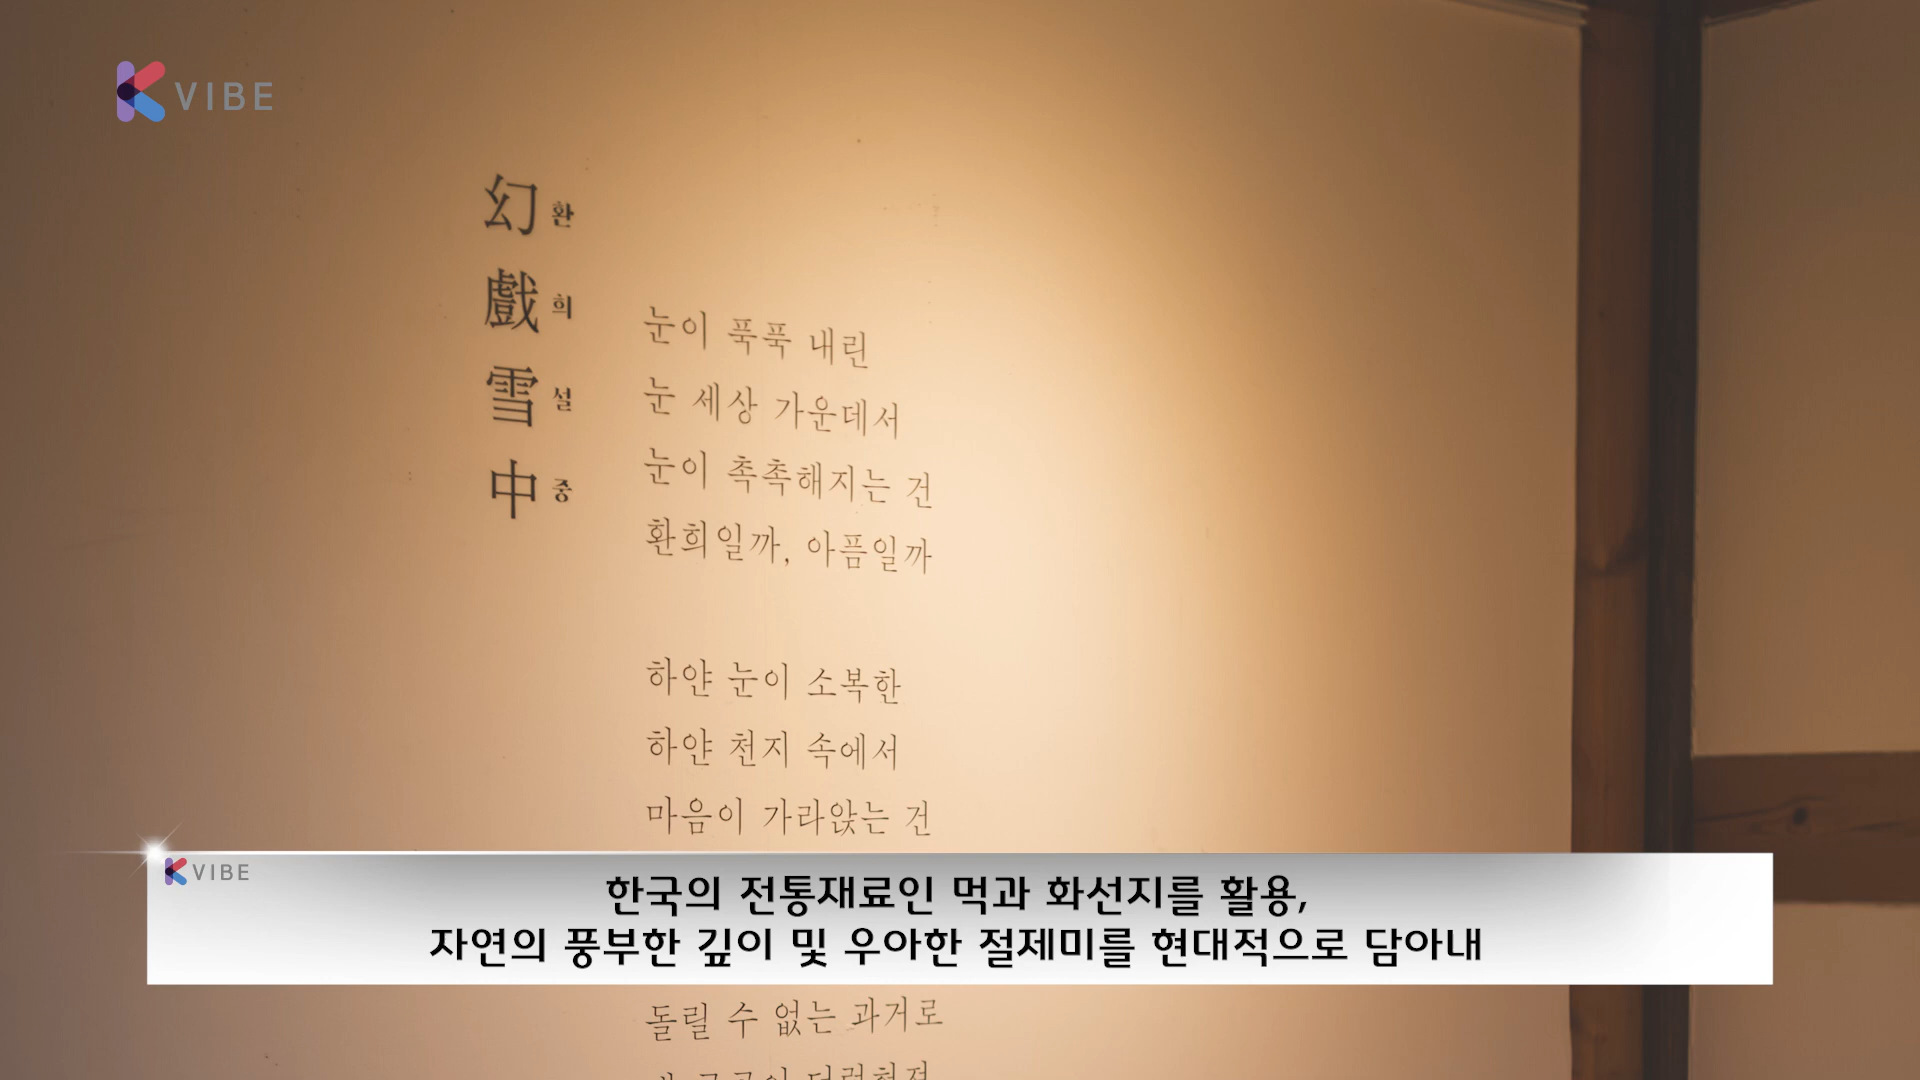 K VIBE
幻 환
戲 희
雪 설
中 중
눈이 푹푹 내린
눈 세상 가운데서
눈이 촉촉해지는 건
환희일까, 아픔일까
하얀 눈이 소복한
하얀 천지 속에서
마음이 가라앉는 건
K VIBE
한국의 전통재료인 먹과 화선지를 활용,
자연의 풍부한 깊이 및 우아한 절제미를 현대적으로 담아내
돌릴 수 없는 과거로